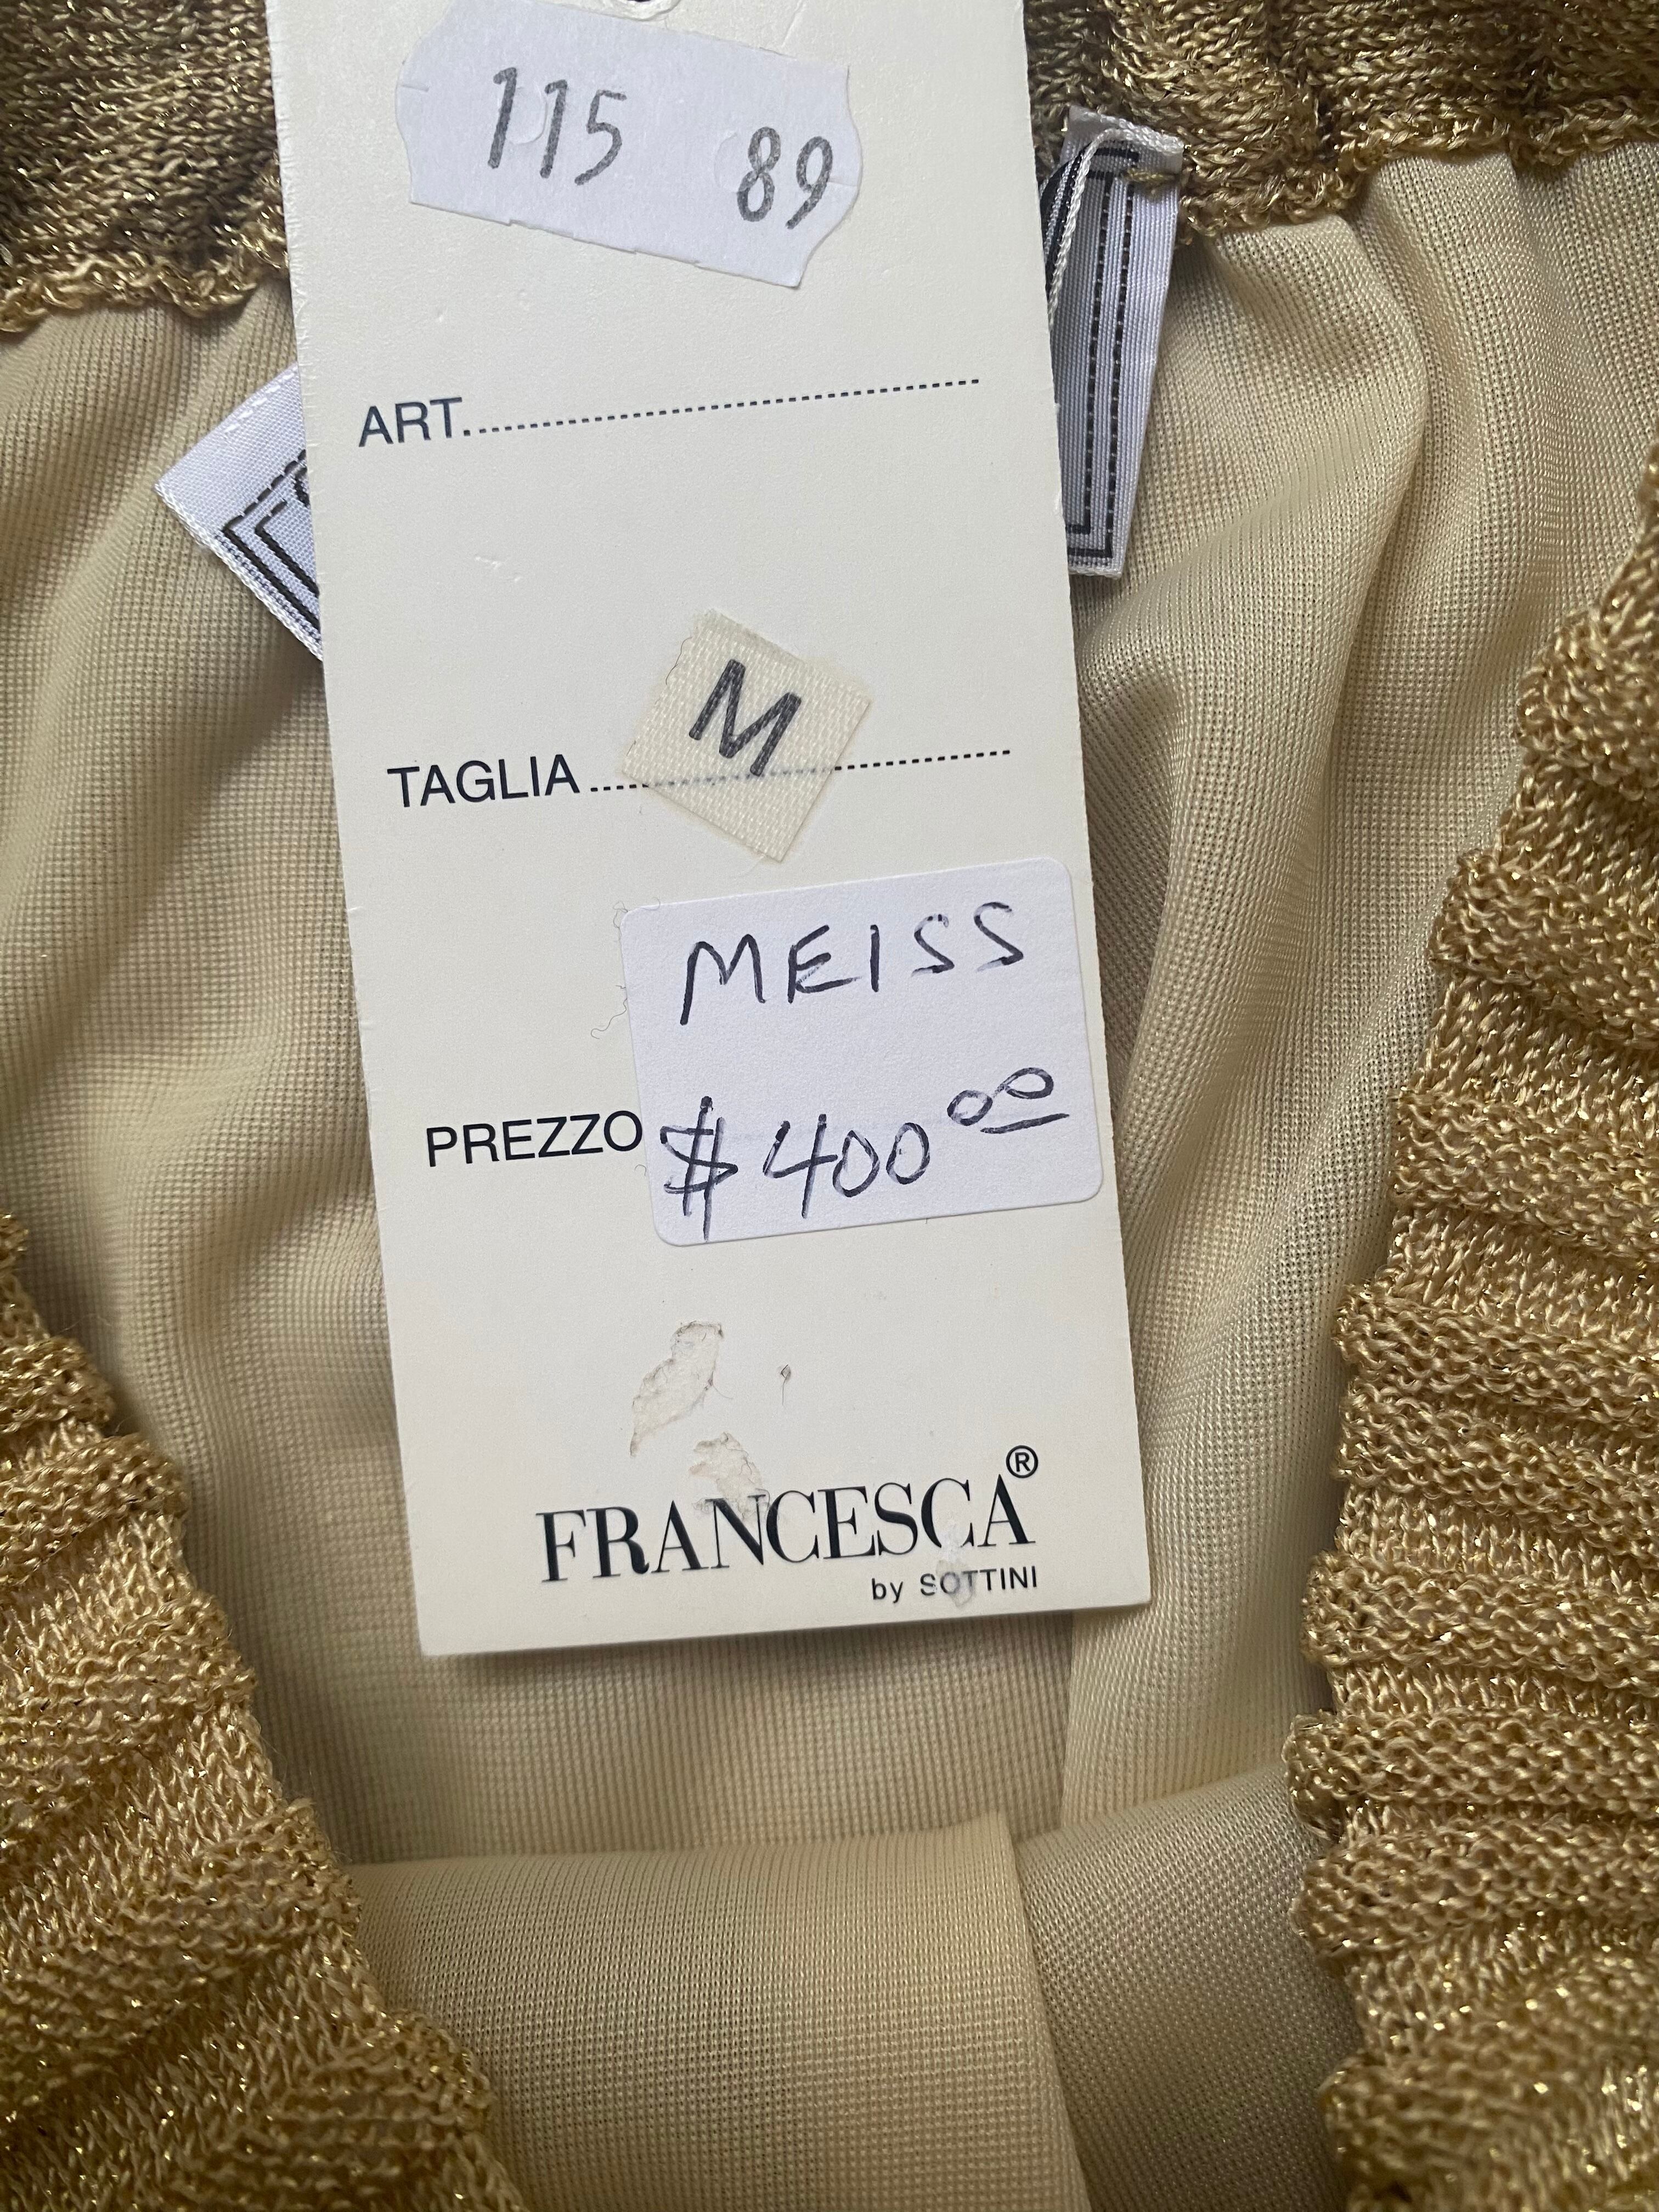 115 89
ART.
TAGLIA M
MEISS
PREZZO $400.00
FRANCESCA®
by SOTTINI